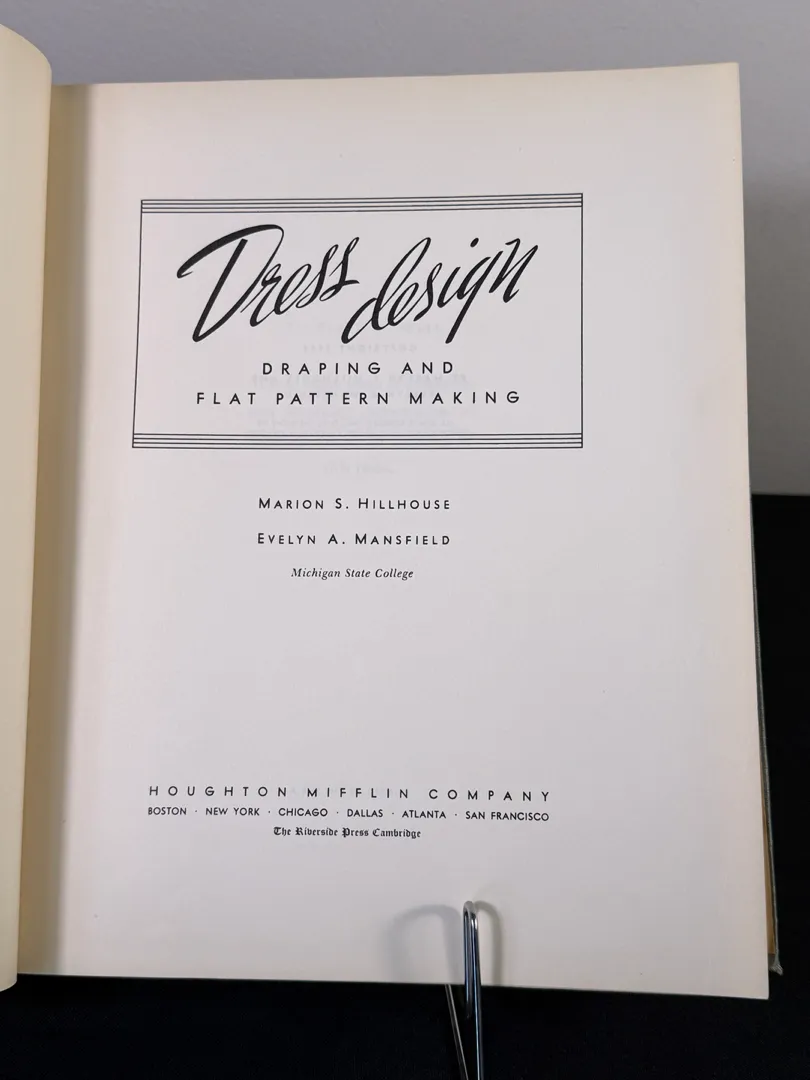 Dress design
DRAPING AND
FLAT PATTERN MAKING
MARION S. HILLHOUSE
EVELYN A. MANSFIELD
Michigan State College
HOUGHTON MIFFLIN COMPANY
BOSTON · NEW YORK · CHICAGO · DALLAS · ATLANTA · SAN FRANCISCO
The Riverside Press Cambridge